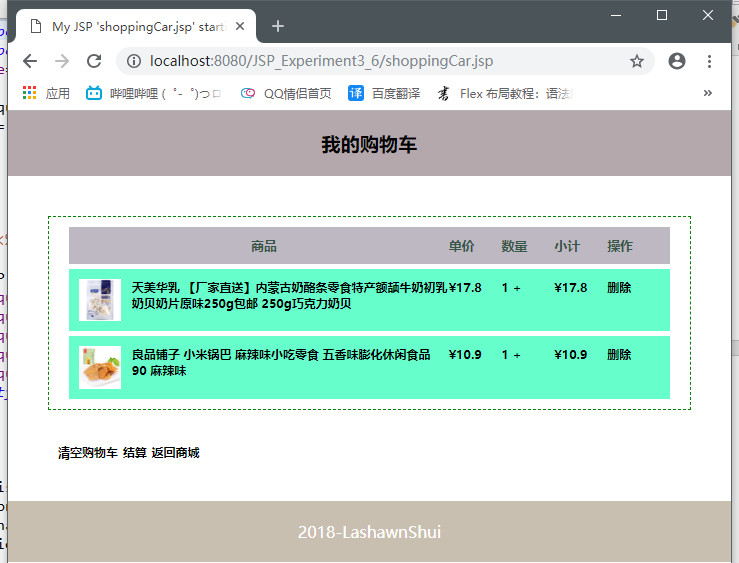 My JSP 'shoppingCar.jsp' starti
localhost:8080/JSP_Experiment3_6/shoppingCar.jsp
应用 哔哩哔哩 ( ゜- ゜)つロ QQ情侣首页 译 百度翻译 Flex 布局教程：语法
我的购物车
商品 单价 数量 小计 操作
天美华乳 【厂家直送】内蒙古奶酪条零食特产额颉牛奶初乳 ¥17.8 1 + ¥17.8 删除
奶贝奶片原味250g包邮 250g巧克力奶贝
良品铺子 小米锅巴 麻辣味小吃零食 五香味膨化休闲食品 ¥10.9 1 + ¥10.9 删除
90 麻辣味
清空购物车 结算 返回商城
2018-LashawnShui